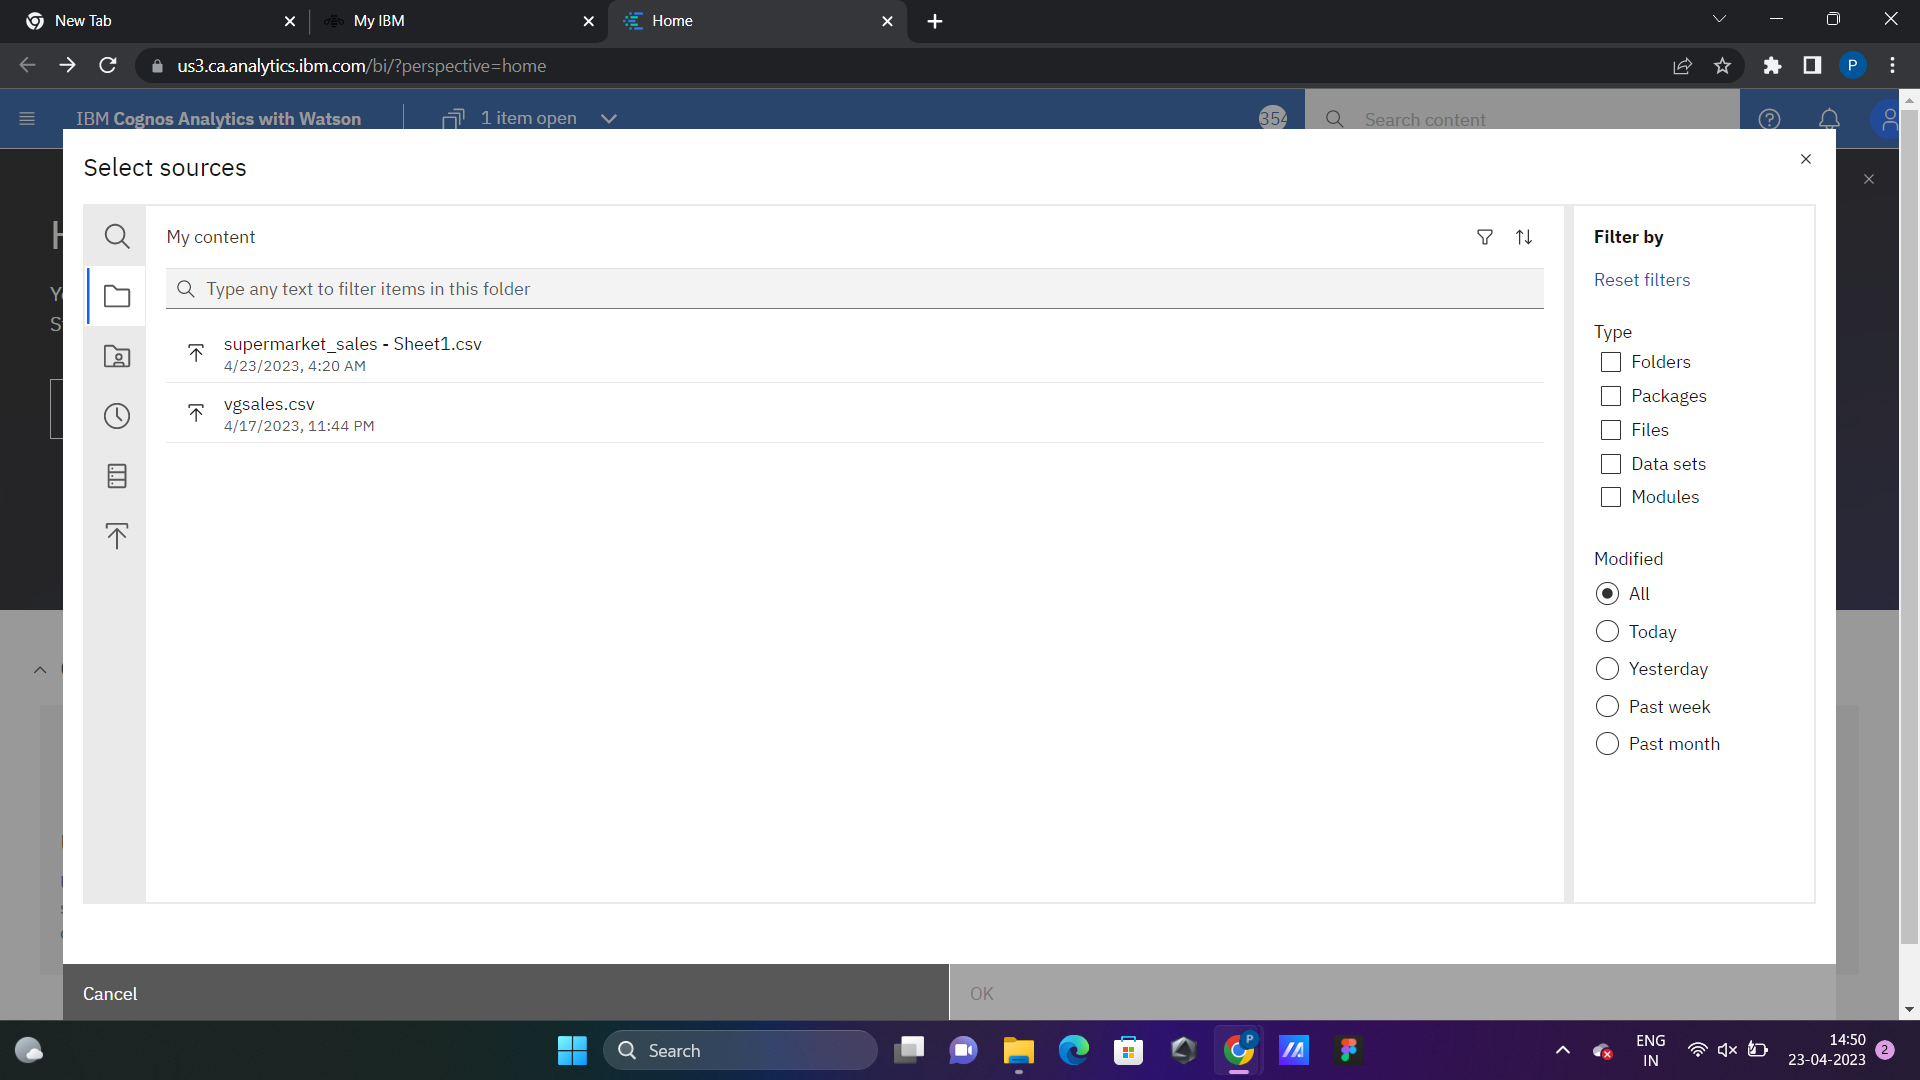 New Tab
My IBM
Home
us3.ca.analytics.ibm.com/bi/?perspective=home
P
IBM Cognos Analytics with Watson
1 item open
354
Search content
Select sources
My content
Type any text to filter items in this folder
supermarket_sales - Sheet1.csv
4/23/2023, 4:20 AM
vgsales.csv
4/17/2023, 11:44 PM
Filter by
Reset filters
Type
Folders
Packages
Files
Data sets
Modules
Modified
All
Today
Yesterday
Past week
Past month
Cancel
OK
Search
P
ENG
IN
14:50
23-04-2023
2